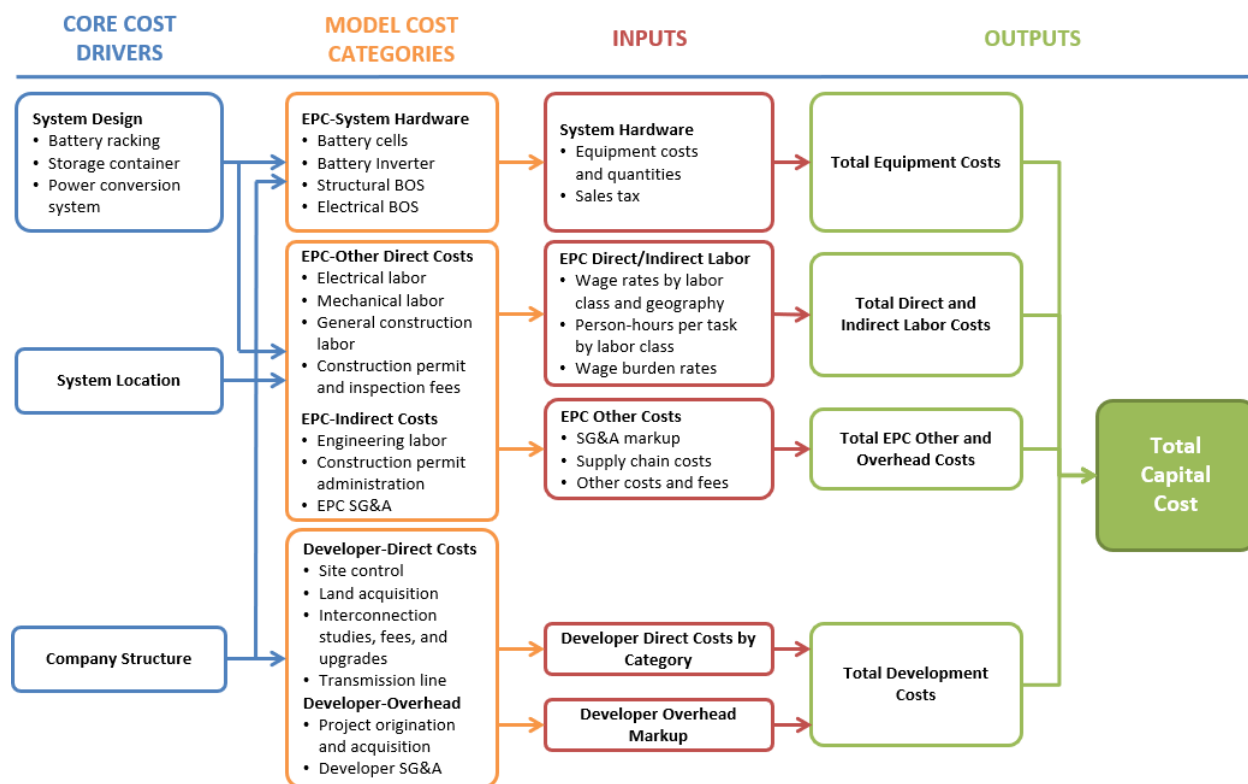 CORE COST
DRIVERS
MODEL COST
CATEGORIES
INPUTS
OUTPUTS
System Design
• Battery racking
• Storage container
• Power conversion
system
System Location
Company Structure
EPC-System Hardware
• Battery cells
• Battery Inverter
• Structural BOS
• Electrical BOS
EPC-Other Direct Costs
• Electrical labor
• Mechanical labor
• General construction
labor
• Construction permit
and inspection fees
EPC-Indirect Costs
• Engineering labor
• Construction permit
administration
• EPC SG&A
Developer-Direct Costs
• Site control
• Land acquisition
• Interconnection
studies, fees, and
upgrades
• Transmission line
Developer-Overhead
• Project origination
and acquisition
• Developer SG&A
System Hardware
• Equipment costs
and quantities
• Sales tax
EPC Direct/Indirect Labor
• Wage rates by labor
class and geography
• Person-hours per task
by labor class
• Wage burden rates
EPC Other Costs
• SG&A markup
• Supply chain costs
• Other costs and fees
Developer Direct Costs by
Category
Developer Overhead
Markup
Total Equipment Costs
Total Direct and
Indirect Labor Costs
Total EPC Other and
Overhead Costs
Total Development
Costs
Total
Capital
Cost